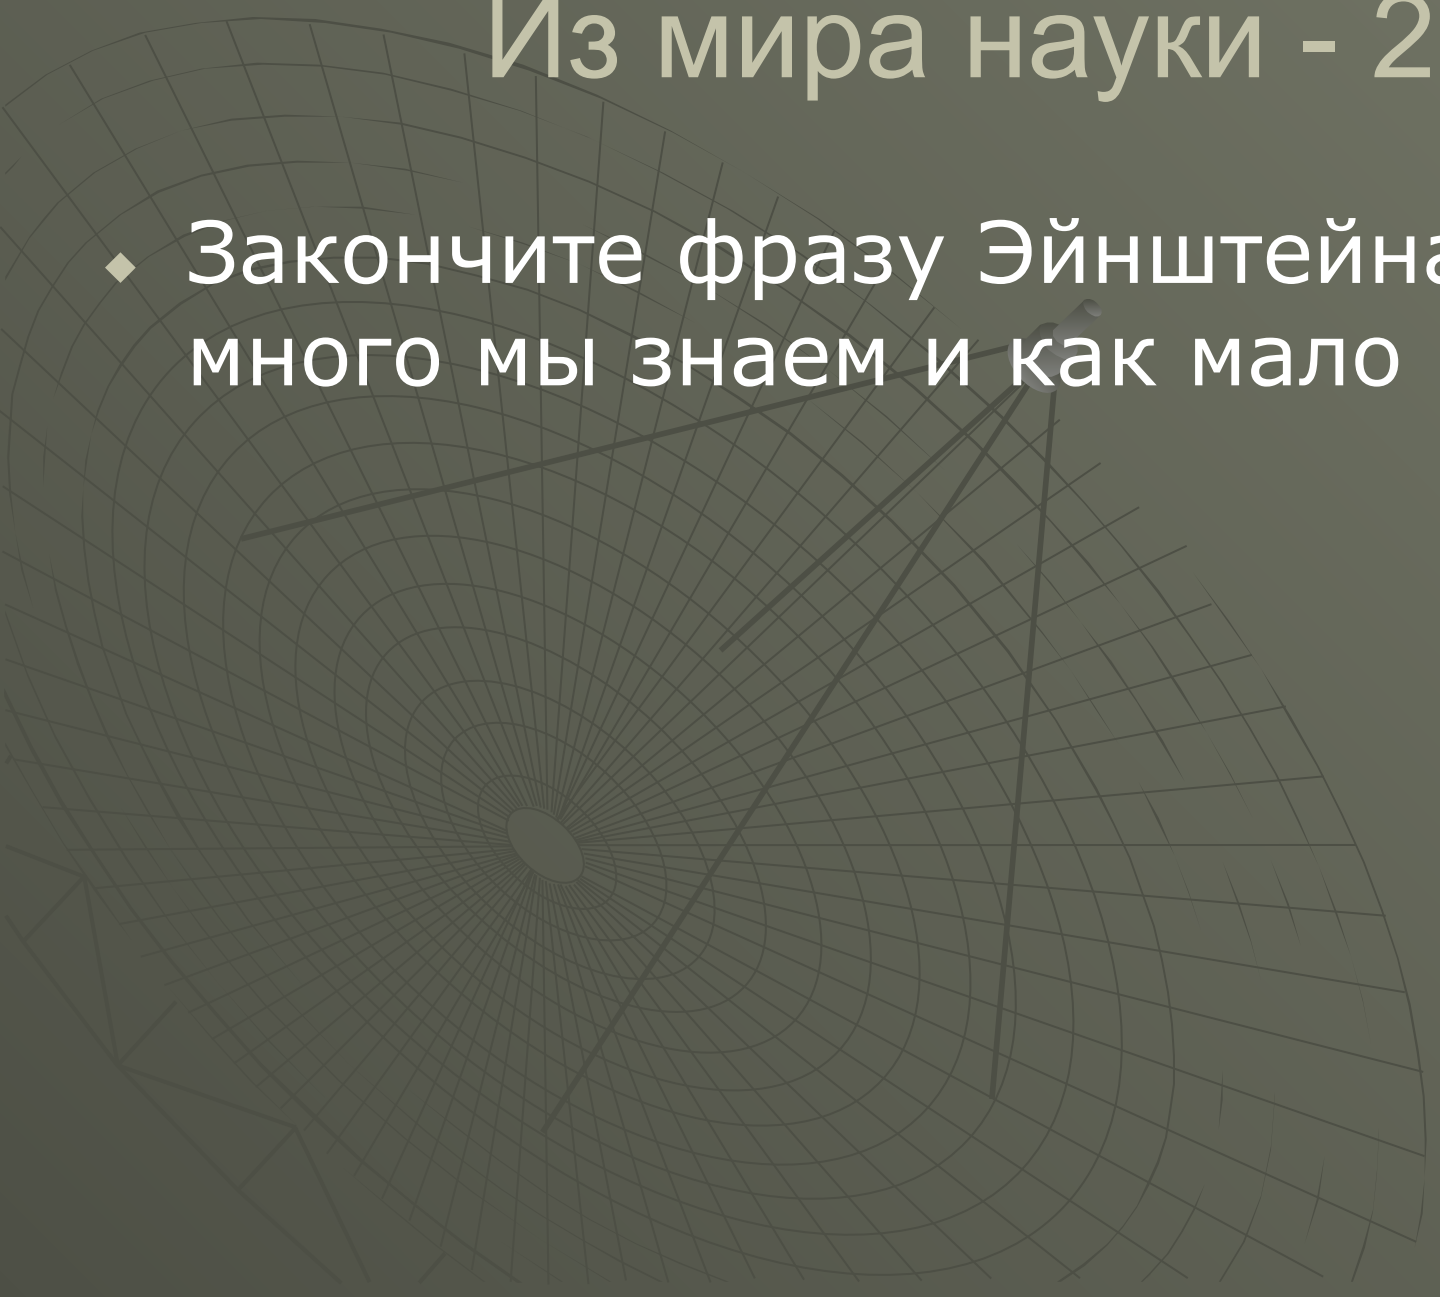 Из мира науки - 2
Закончите фразу Эйнштейна
много мы знаем и как мало